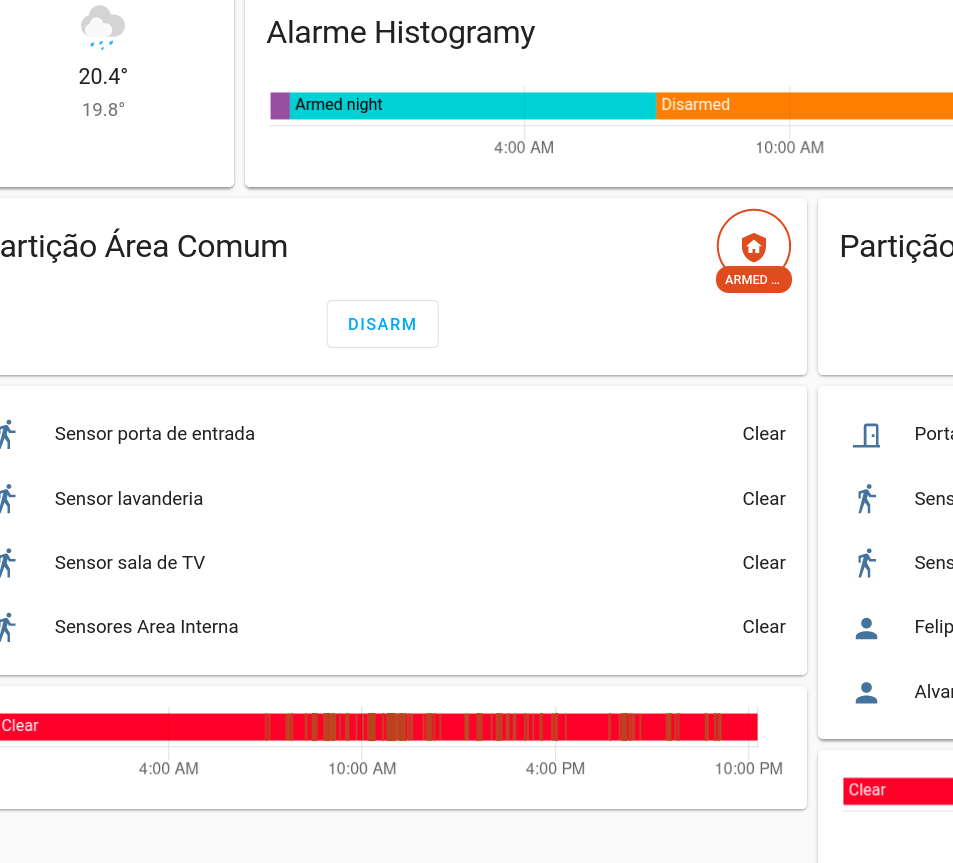 20.4°
19.8°
Alarme Histogramy
Armed night
Disarmed
4:00 AM
10:00 AM
artição Área Comum
ARMED ...
DISARM
Partição
Sensor porta de entrada
Clear
Sensor lavanderia
Clear
Sensor sala de TV
Clear
Sensores Area Interna
Clear
Porta
Sens
Sens
Felip
Alvar
Clear
4:00 AM
10:00 AM
4:00 PM
10:00 PM
Clear